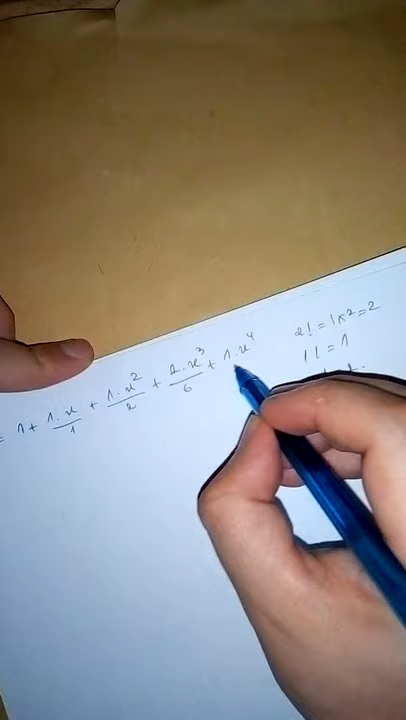 = 1 + 1·x/1 + 1·x²/2 + 1·x³/6 + 1·x⁴
2! = 1×2 = 2
1! = 1